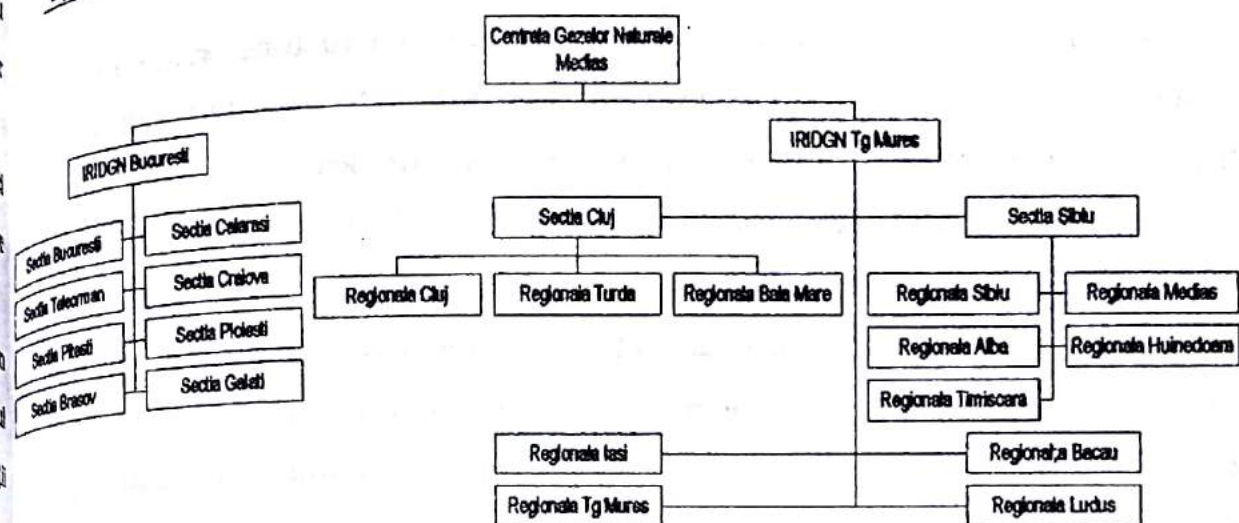 Centrala Gazelor Naturale
Medias
IRIDGN Bucuresti
IRIDGN Tg Mures
Sectia Bucuresti
Sectia Calarasi
Sectia Teleorman
Sectia Craiova
Sectia Pitesti
Sectia Ploiesti
Sectia Brasov
Sectia Galati
Sectia Cluj
Sectia Sibiu
Regionala Cluj
Regionala Turda
Regionala Baia Mare
Regionala Sibiu
Regionala Medias
Regionala Alba
Regionala Huinedoara
Regionala Timiscara
Regionala Iasi
Regionala Bacau
Regionala Tg Mures
Regionala Ludus